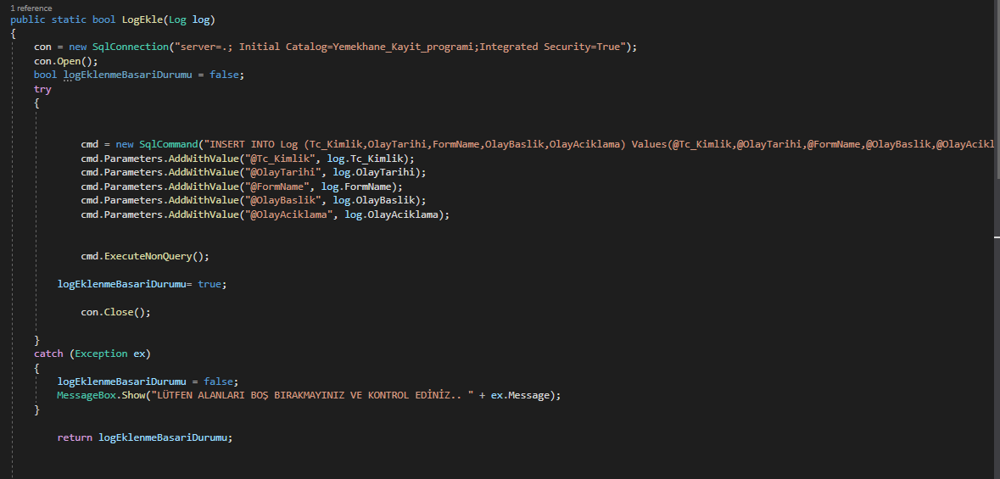 1 reference
public static bool LogEkle(Log log)
{
con = new SqlConnection("server=.; Initial Catalog=Yemekhane_Kayit_programi;Integrated Security=True");
con.Open();
bool logEklenmeBasariDurumu = false;
try
{
cmd = new SqlCommand("INSERT INTO Log (Tc_Kimlik,OlayTarihi,FormName,OlayBaslik,OlayAciklama) Values(@Tc_Kimlik,@OlayTarihi,@FormName,@OlayBaslik,@OlayAcikl
cmd.Parameters.AddWithValue("@Tc_Kimlik", log.Tc_Kimlik);
cmd.Parameters.AddWithValue("@OlayTarihi", log.OlayTarihi);
cmd.Parameters.AddWithValue("@FormName", log.FormName);
cmd.Parameters.AddWithValue("@OlayBaslik", log.OlayBaslik);
cmd.Parameters.AddWithValue("@OlayAciklama", log.OlayAciklama);
cmd.ExecuteNonQuery();
logEklenmeBasariDurumu= true;
con.Close();
}
catch (Exception ex)
{
logEklenmeBasariDurumu = false;
MessageBox.Show("LÜTFEN ALANLARI BOŞ BIRAKMAYINIZ VE KONTROL EDİNİZ.. " + ex.Message);
}
return logEklenmeBasariDurumu;